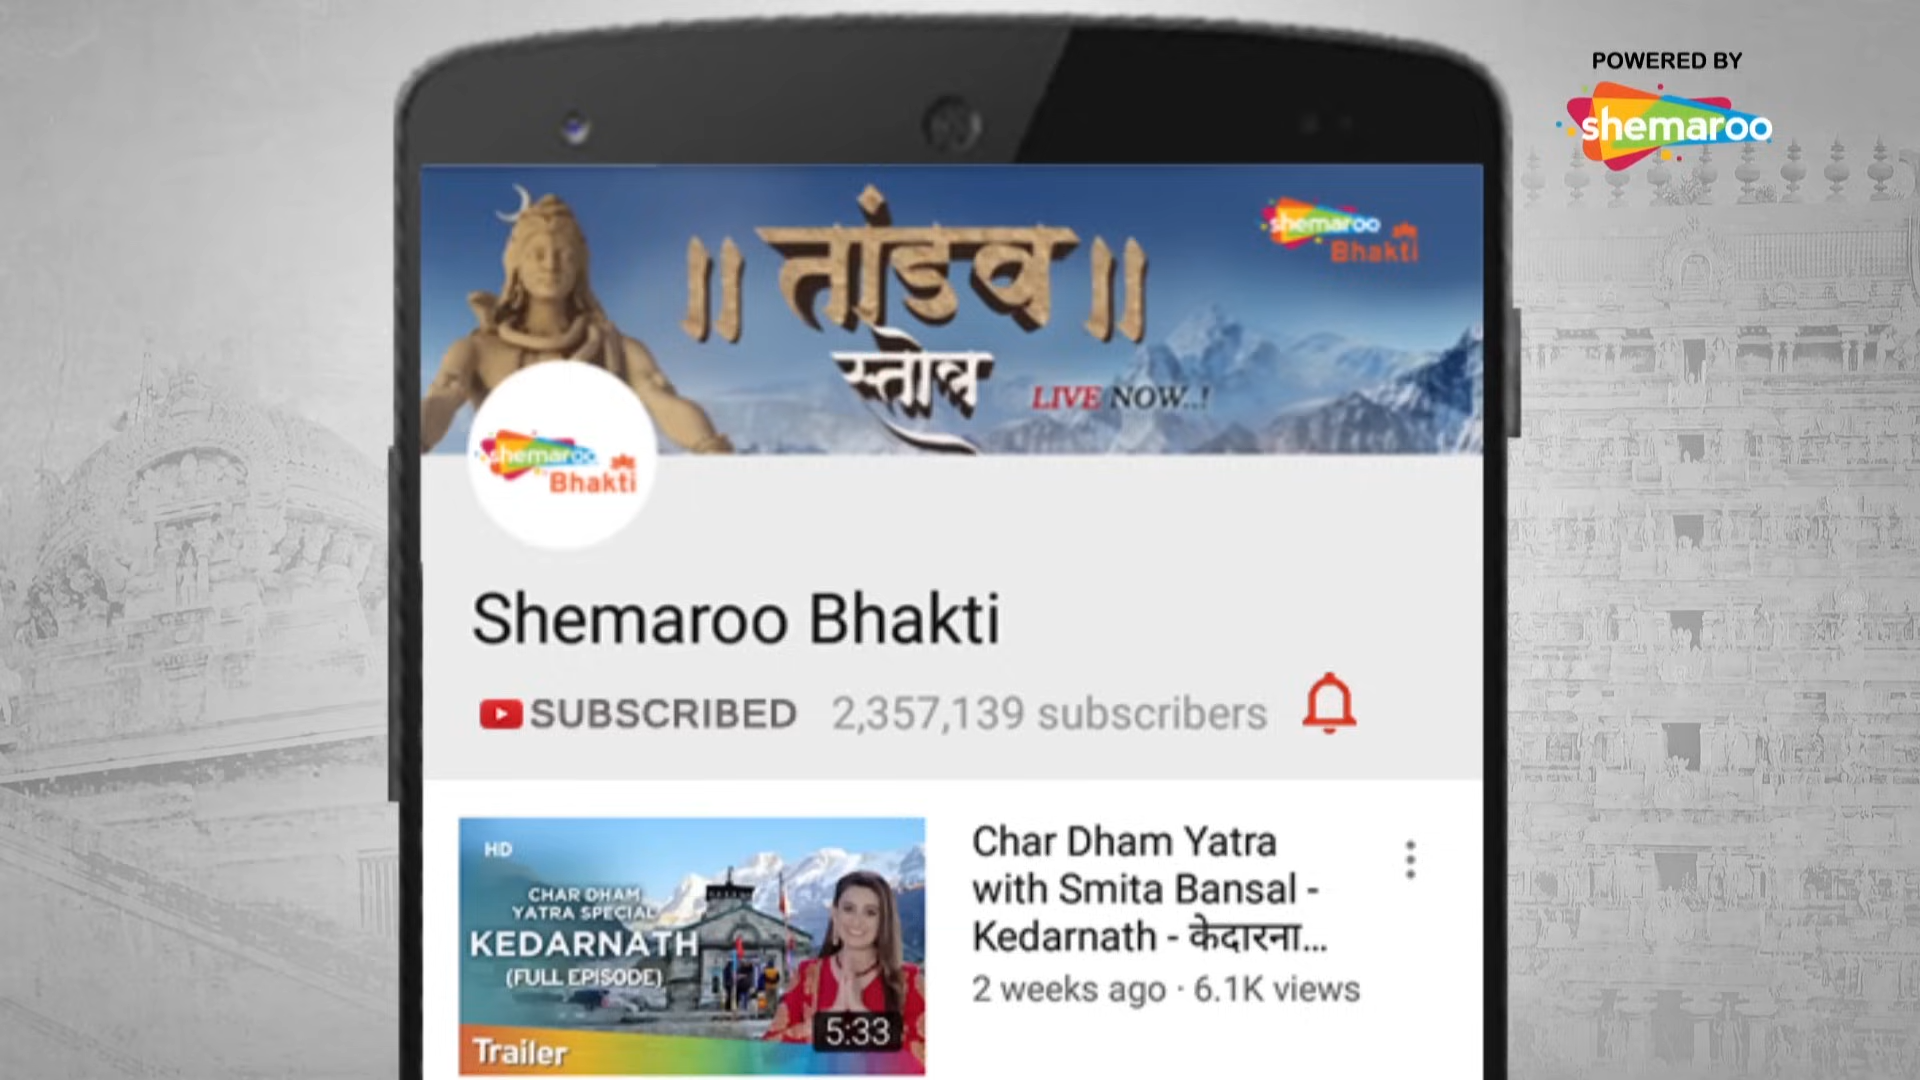 POWERED BY
shemaroo
shemaroo
Bhakti
॥ तांडव ॥
स्तोत्र
LIVE NOW..!
shemaroo
Bhakti
Shemaroo Bhakti
SUBSCRIBED 2,357,139 subscribers
HD
CHAR DHAM
YATRA SPECIAL
KEDARNATH
(FULL EPISODE)
5:33
Trailer
Char Dham Yatra
with Smita Bansal -
Kedarnath - केदारना...
2 weeks ago · 6.1K views